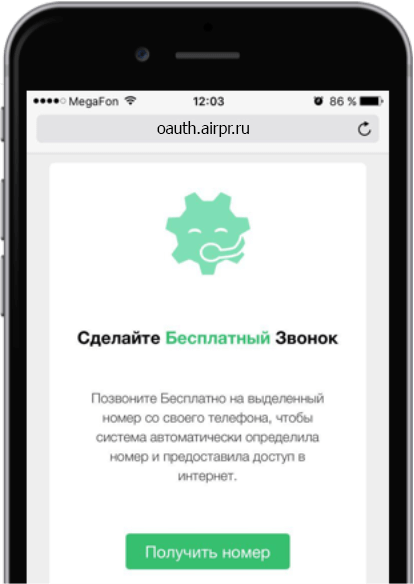 MegaFon 12:03 86 %
oauth.airpr.ru
Сделайте Бесплатный Звонок
Позвоните Бесплатно на выделенный
номер со своего телефона, чтобы
система автоматически определила
номер и предоставила доступ в
интернет.
Получить номер